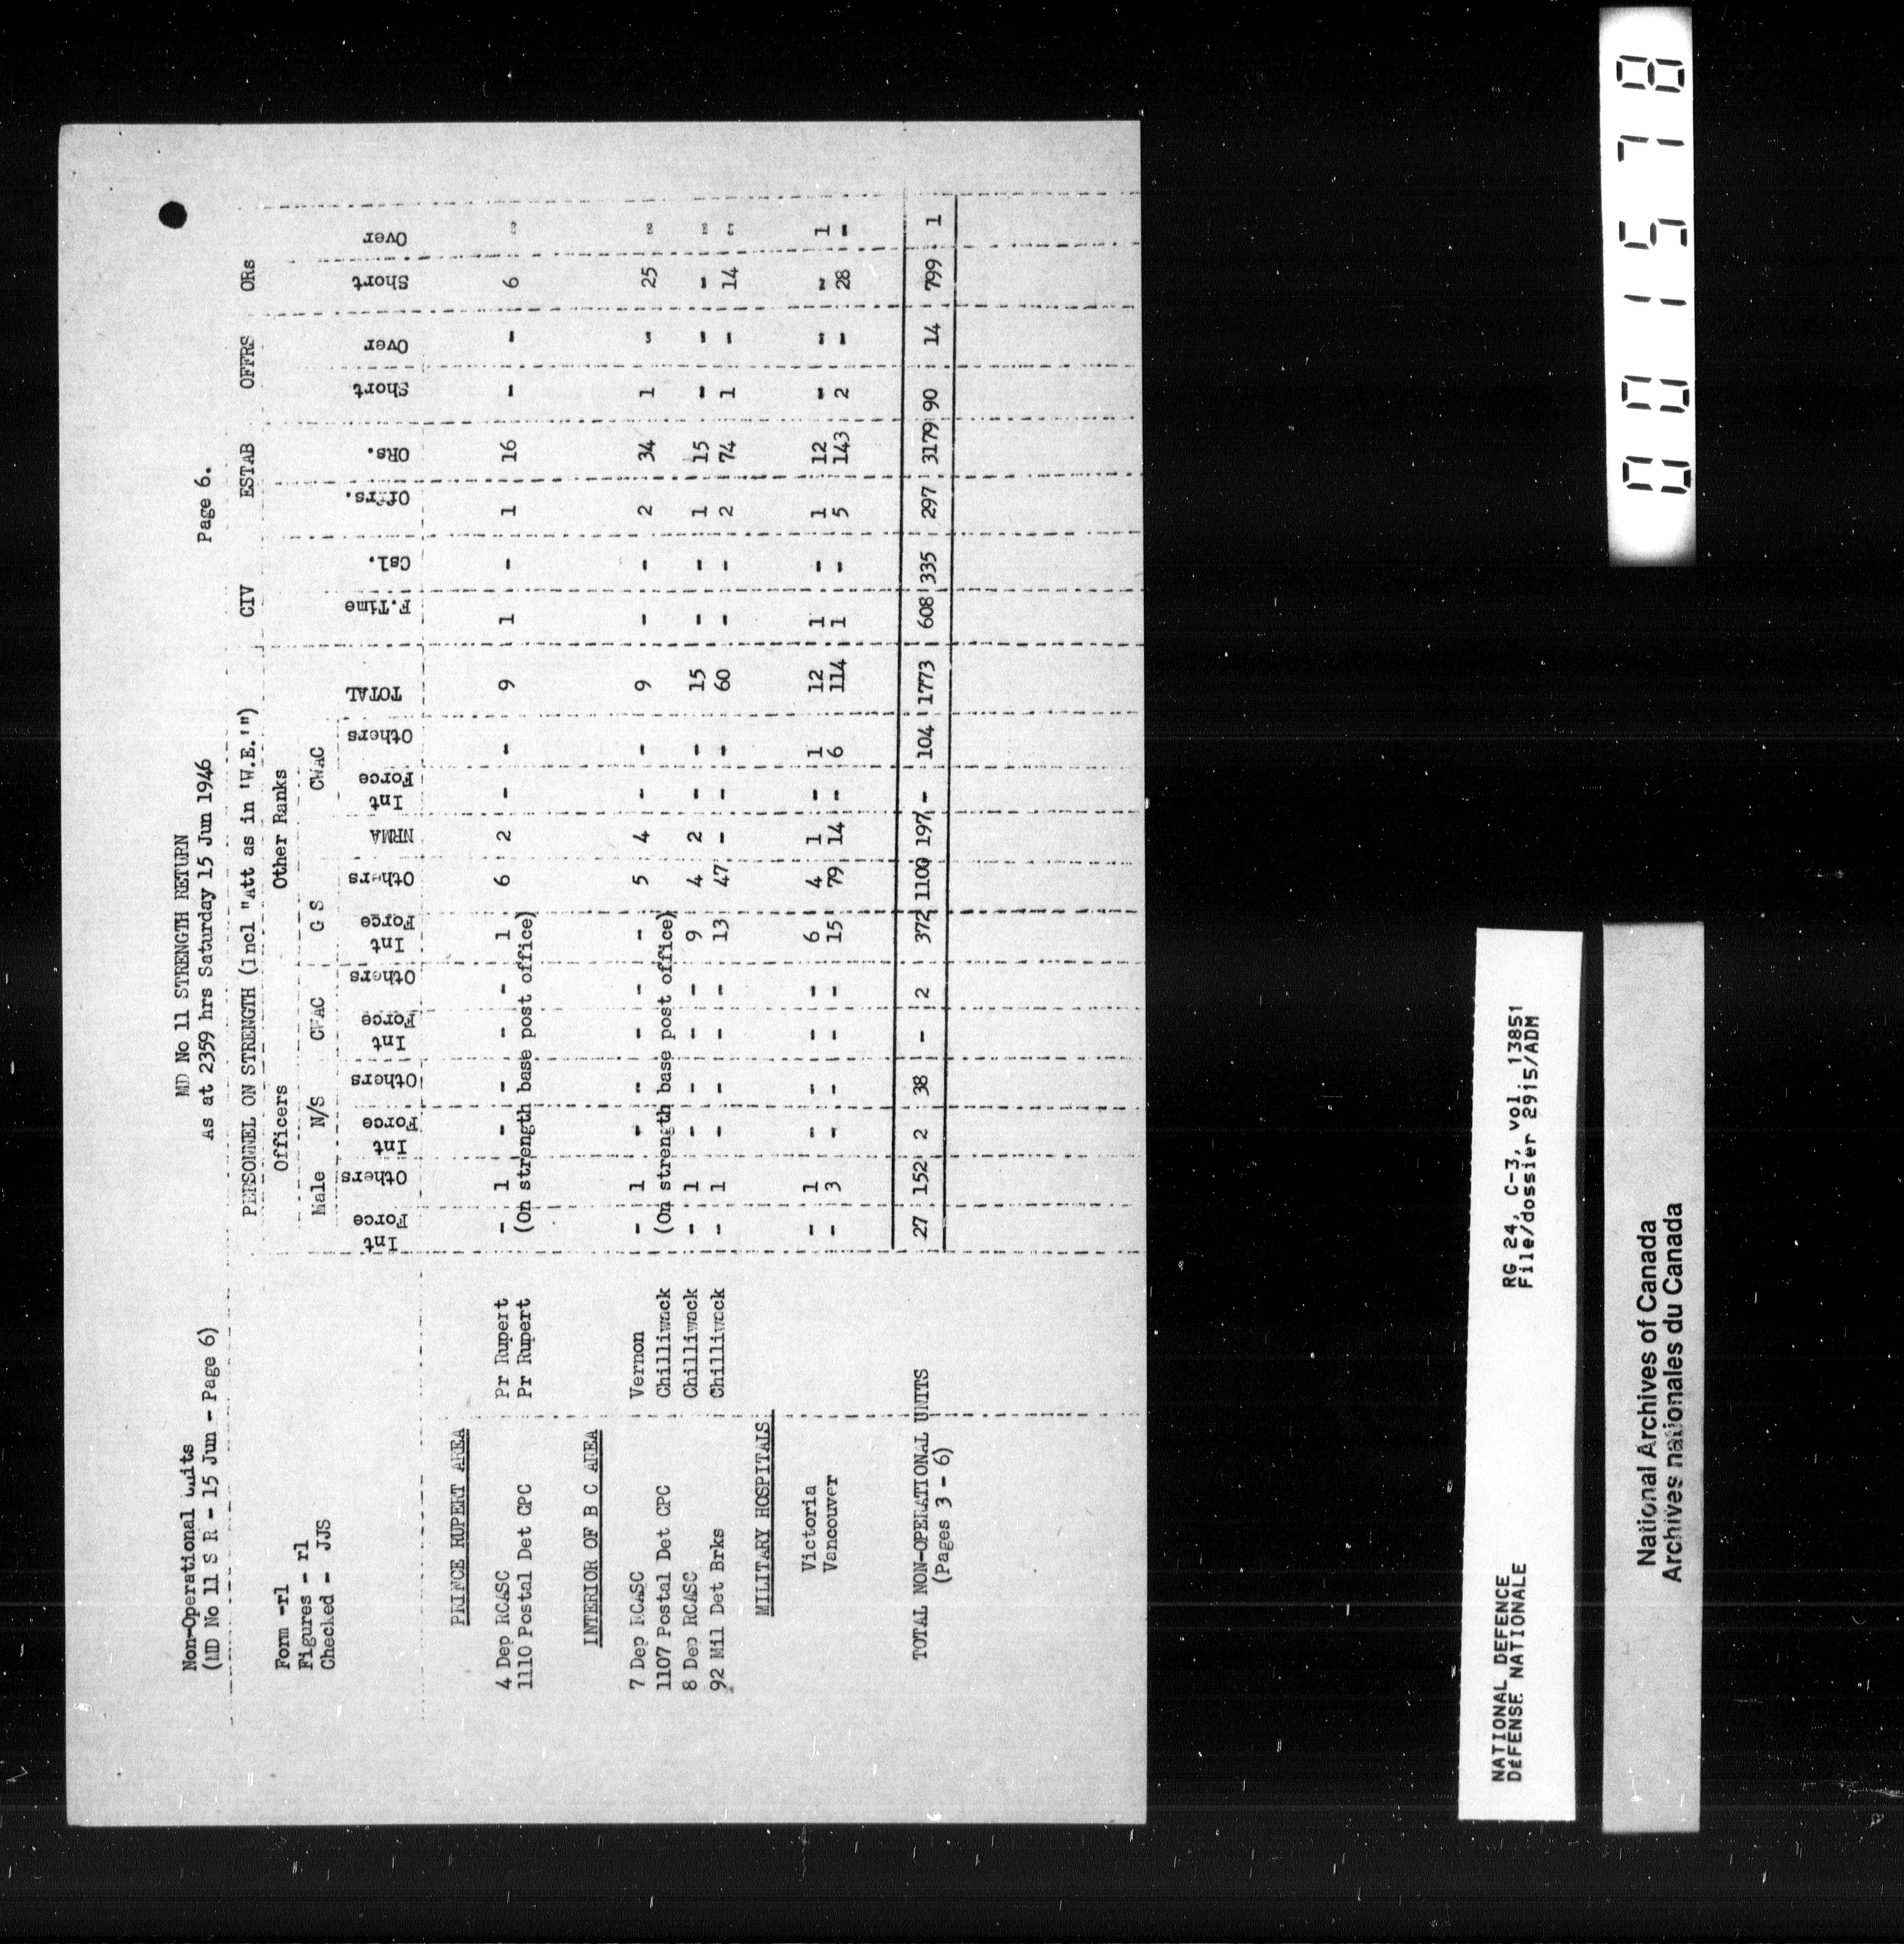 MD No 11 STRENGTH RETURN
Non-Operational Units As at 2359 hrs Saturday 15 Jun 1946 Page 6.
(MD No 11 S R - 15 Jun - Page 6)
PERSONNEL ON STRENGTH (Incl "Att as in 'W.E.'") CIV ESTAB OFFRS ORs
Form -rl Officers Other Ranks
Figures - rl
Checked - JJS Male N/S CWAC G S CWAC
Int Force Others Int Force Others Int Force Others Int Force Others NRMA Int Force Others TOTAL F.Time Csl. Offrs. ORs. Short Over Short Over
PRINCE RUPERT AREA
4 Dep RCASC Pr Rupert - 1 - - - - 1 6 2 - - 9 1 - 1 16 - - 6 -
1110 Postal Det CPC Pr Rupert (On strength base post office)
INTERIOR OF B C AREA
7 Dep RCASC Vernon - 1 - - - - - 5 4 - - 9 - - 2 34 1 - 25 -
1107 Postal Det CPC Chilliwack (On strength base post office)
8 Dep RCASC Chilliwack - 1 - - - - 9 4 2 - - 15 - - 1 15 - - - -
92 Mil Det Brks Chilliwack - 1 - - - - 13 47 - - - 60 - - 2 74 1 - 14 -
MILITARY HOSPITALS
Victoria - 1 - - - - 6 4 1 - 1 12 1 - 1 12 - - - 1
Vancouver - 3 - - - - 15 79 14 - 6 114 1 - 5 143 2 - 28 -
TOTAL NON-OPERATIONAL UNITS 27 152 2 38 - 2 372 1100 197 - 104 1773 608 335 297 3179 90 14 799 1
(Pages 3 - 6)
NATIONAL DEFENCE RG 24, C-3, vol. 13851
DÉFENSE NATIONALE File/dossier 2915/ADM
National Archives of Canada
Archives nationales du Canada
001578